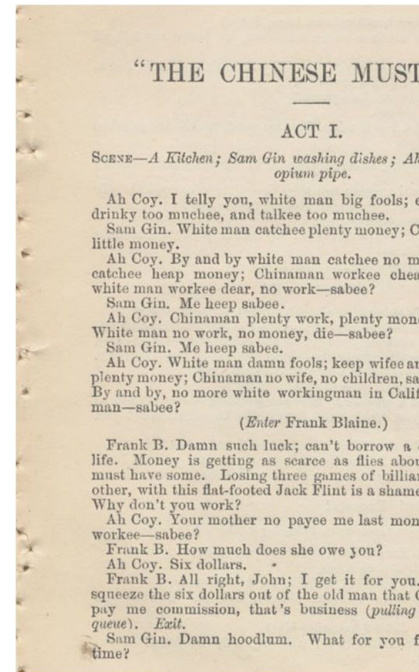 "THE CHINESE MUST
ACT I.
SCENE—A Kitchen; Sam Gin washing dishes; Ah
opium pipe.
Ah Coy. I telly you, white man big fools; e
drinky too muchee, and talkee too muchee.
Sam Gin. White man catchee plenty money; C
little money.
Ah Coy. By and by white man catchee no m
catchee heap money; Chinaman workee chea
white man workee dear, no work—sabee?
Sam Gin. Me heep sabee.
Ah Coy. Chinaman plenty work, plenty mon
White man no work, no money, die—sabee?
Sam Gin. Me heep sabee.
Ah Coy. White man damn fools; keep wifee an
plenty money; Chinaman no wife, no children, sa
By and by, no more white workingman in Calif
man—sabee?
(Enter Frank Blaine.)
Frank B. Damn such luck; can't borrow a
life. Money is getting as scarce as flies abou
must have some. Losing three games of billia
other, with this flat-footed Jack Flint is a sham
Why don't you work?
Ah Coy. Your mother no payee me last mon
workee—sabee?
Frank B. How much does she owe you?
Ah Coy. Six dollars.
Frank B. All right, John; I get it for you.
squeeze the six dollars out of the old man that
pay me commission, that's business (pulling
queue). Exit.
Sam Gin. Damn hoodlum. What for you f
time?